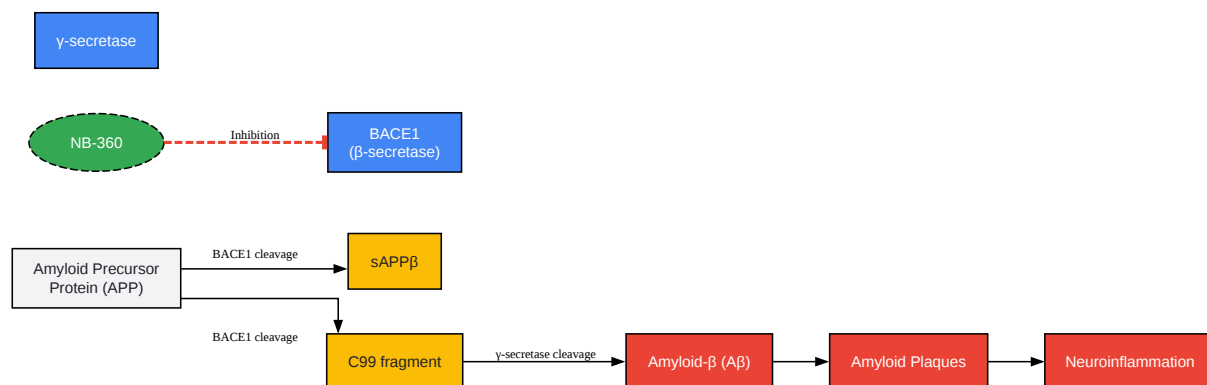 γ-secretase
NB-360
Inhibition
BACE1
(β-secretase)
Amyloid Precursor
Protein (APP)
BACE1 cleavage
sAPPβ
BACE1 cleavage
C99 fragment
γ-secretase cleavage
Amyloid-β (Aβ)
Amyloid Plaques
Neuroinflammation